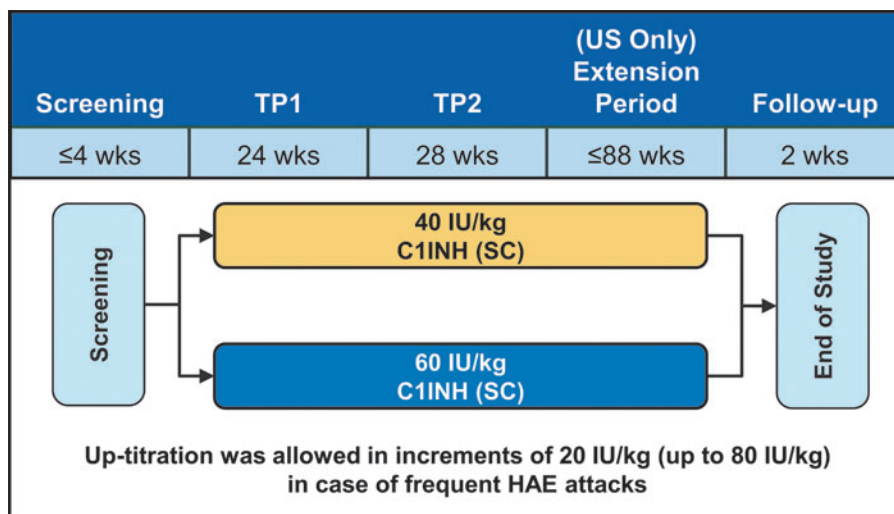 (US Only)
Extension
Period
Screening TP1 TP2 Follow-up
≤4 wks 24 wks 28 wks ≤88 wks 2 wks
Screening
40 IU/kg
C1INH (SC)
60 IU/kg
C1INH (SC)
End of Study
Up-titration was allowed in increments of 20 IU/kg (up to 80 IU/kg)
in case of frequent HAE attacks